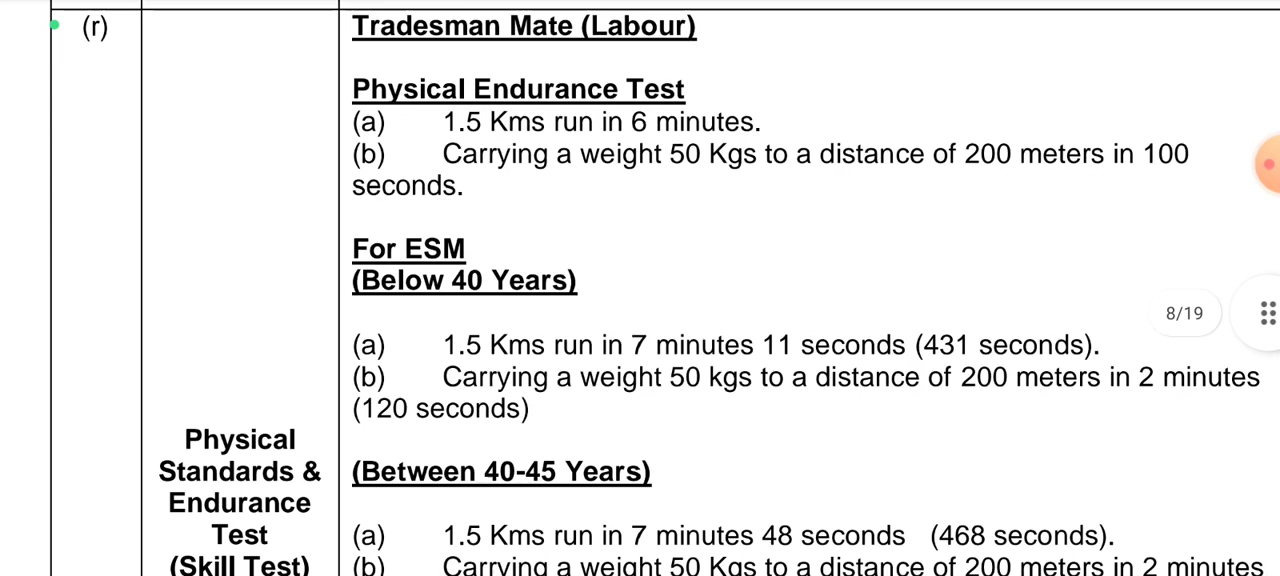 (r)
Tradesman Mate (Labour)
Physical Endurance Test
(a) 1.5 Kms run in 6 minutes.
(b) Carrying a weight 50 Kgs to a distance of 200 meters in 100
seconds.
For ESM
(Below 40 Years)
8/19
(a) 1.5 Kms run in 7 minutes 11 seconds (431 seconds).
(b) Carrying a weight 50 kgs to a distance of 200 meters in 2 minutes
(120 seconds)
Physical
Standards &
Endurance
Test
(Skill Test)
(Between 40-45 Years)
(a) 1.5 Kms run in 7 minutes 48 seconds (468 seconds).
(b) Carrying a weight 50 Kgs to a distance of 200 meters in 2 minutes